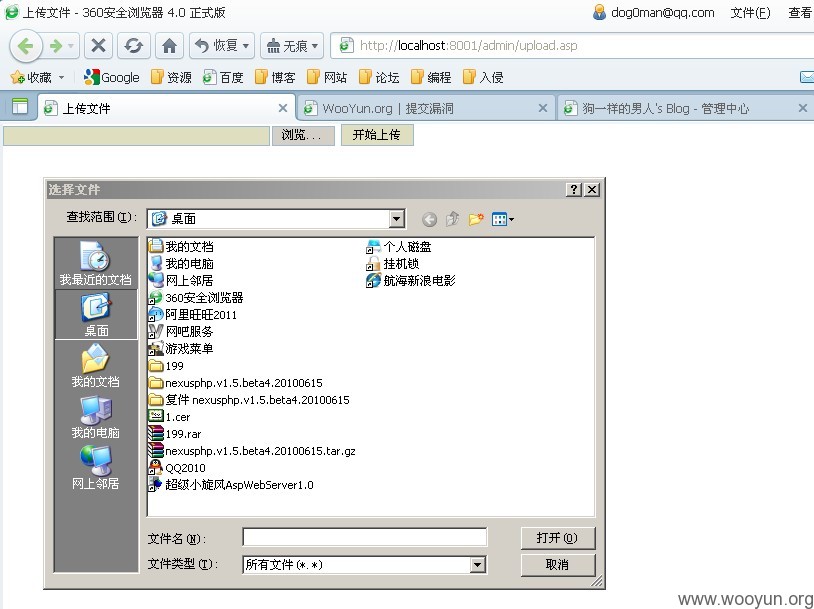 上传文件 - 360安全浏览器 4.0 正式版 dog0man@qq.com 文件(F) 查看
恢复 无痕 http://localhost:8001/admin/upload.asp
收藏 Google 资源 百度 博客 网站 论坛 编程 入侵
上传文件 WooYun.org | 提交漏洞 狗一样的男人's Blog - 管理中心
浏览... 开始上传
选择文件
查找范围(I): 桌面
我最近的文档
桌面
我的文档
我的电脑
网上邻居
我的文档
我的电脑
网上邻居
360安全浏览器
阿里旺旺2011
网吧服务
游戏菜单
199
nexusphp.v1.5.beta4.20100615
复件 nexusphp.v1.5.beta4.20100615
1.cer
199.rar
nexusphp.v1.5.beta4.20100615.tar.gz
QQ2010
超级小旋风AspWebServer1.0
个人磁盘
挂机锁
航海新浪电影
文件名(N): 打开(O)
文件类型(T): 所有文件(*.*) 取消
www.wooyun.org